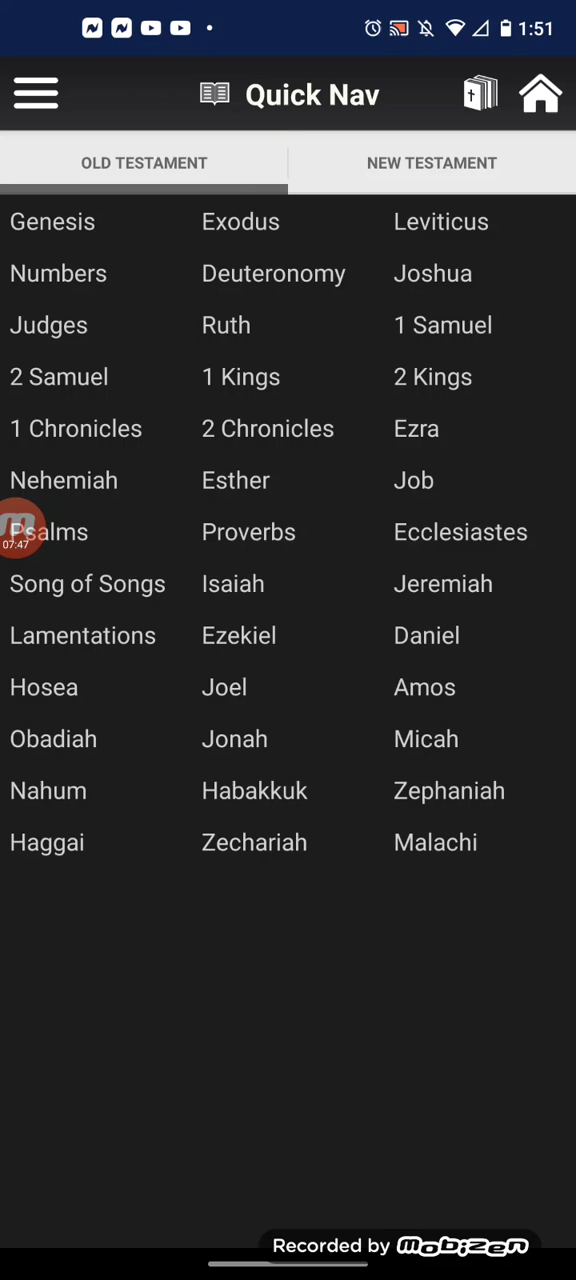 1:51
Quick Nav
OLD TESTAMENT NEW TESTAMENT
Genesis Exodus Leviticus
Numbers Deuteronomy Joshua
Judges Ruth 1 Samuel
2 Samuel 1 Kings 2 Kings
1 Chronicles 2 Chronicles Ezra
Nehemiah Esther Job
Psalms Proverbs Ecclesiastes
07:47
Song of Songs Isaiah Jeremiah
Lamentations Ezekiel Daniel
Hosea Joel Amos
Obadiah Jonah Micah
Nahum Habakkuk Zephaniah
Haggai Zechariah Malachi
Recorded by mobizen